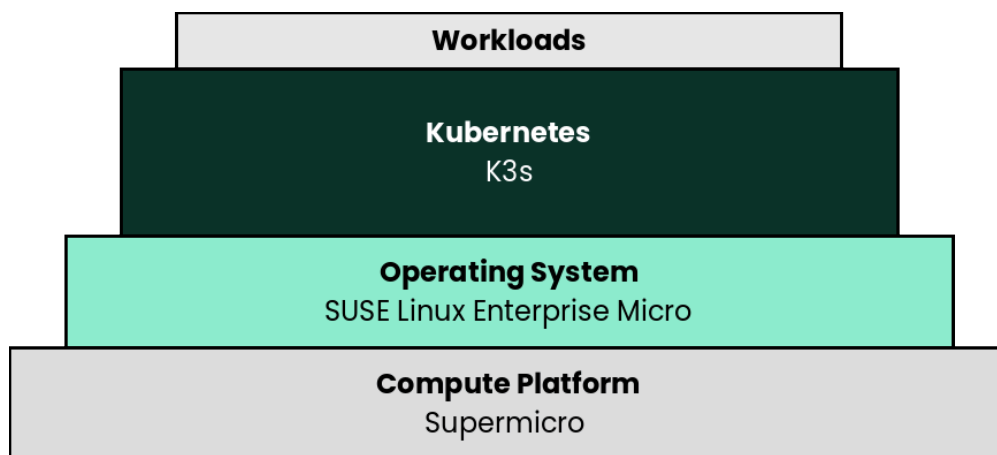 Workloads
Kubernetes
K3s
Operating System
SUSE Linux Enterprise Micro
Compute Platform
Supermicro